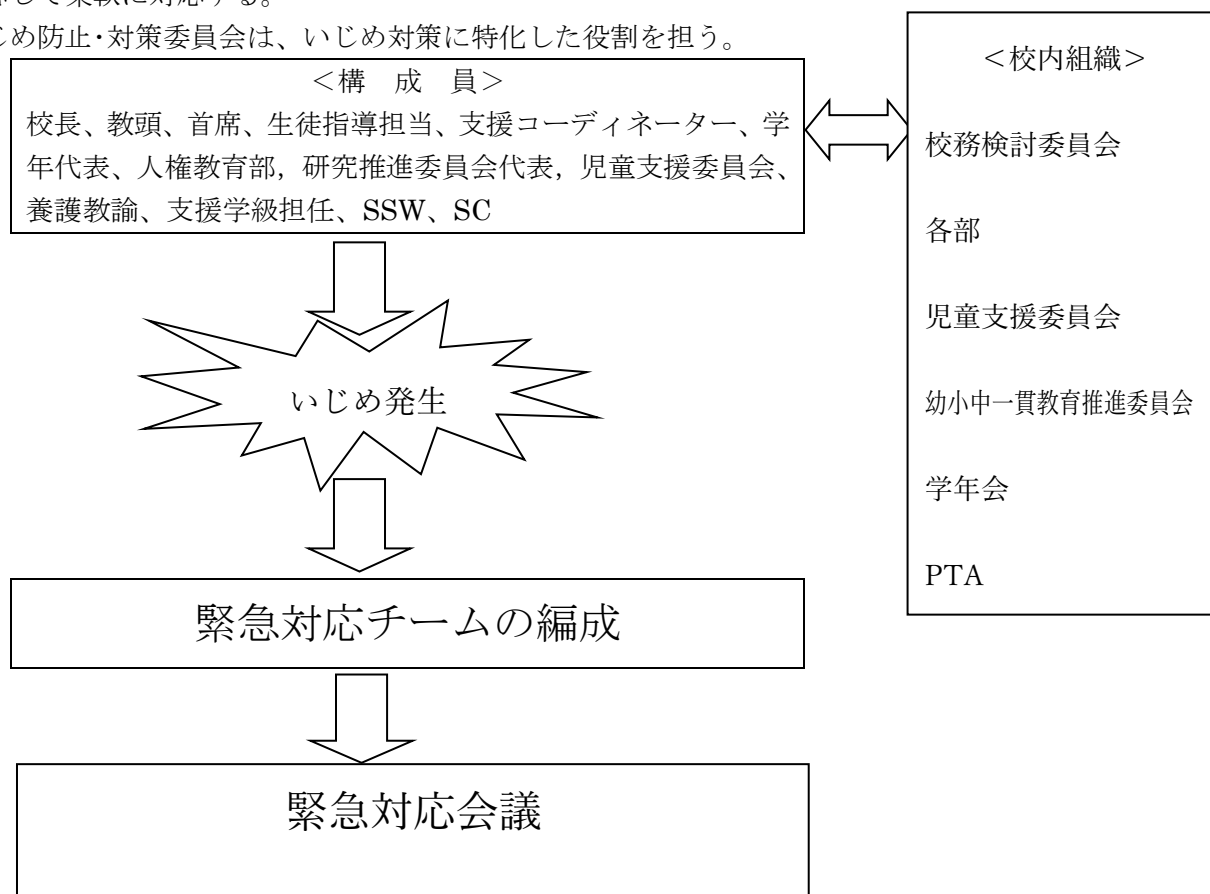 じめ防止･対策委員会は、いじめ対策に特化した役割を担う。
＜構　成　員＞
校長、教頭、首席、生徒指導担当、支援コーディネーター、学
年代表、人権教育部，研究推進委員会代表，児童支援委員会、
養護教諭、支援学級担任、SSW、SC
いじめ発生
緊急対応チームの編成
緊急対応会議
＜校内組織＞
校務検討委員会
各部
児童支援委員会
幼小中一貫教育推進委員会
学年会
PTA